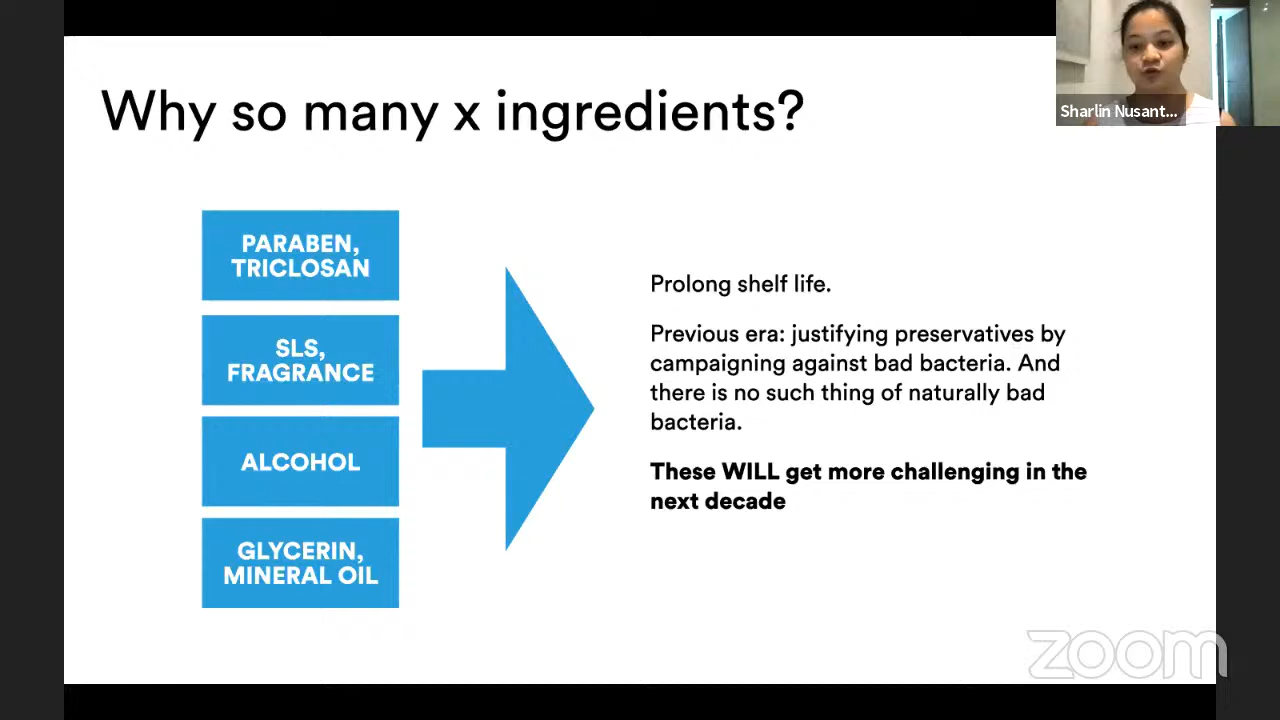 Why so many x ingredients?
Sharlin Nusant...
PARABEN,
TRICLOSAN
SLS,
FRAGRANCE
ALCOHOL
GLYCERIN,
MINERAL OIL
Prolong shelf life.
Previous era: justifying preservatives by
campaigning against bad bacteria. And
there is no such thing of naturally bad
bacteria.
These WILL get more challenging in the
next decade
zoom